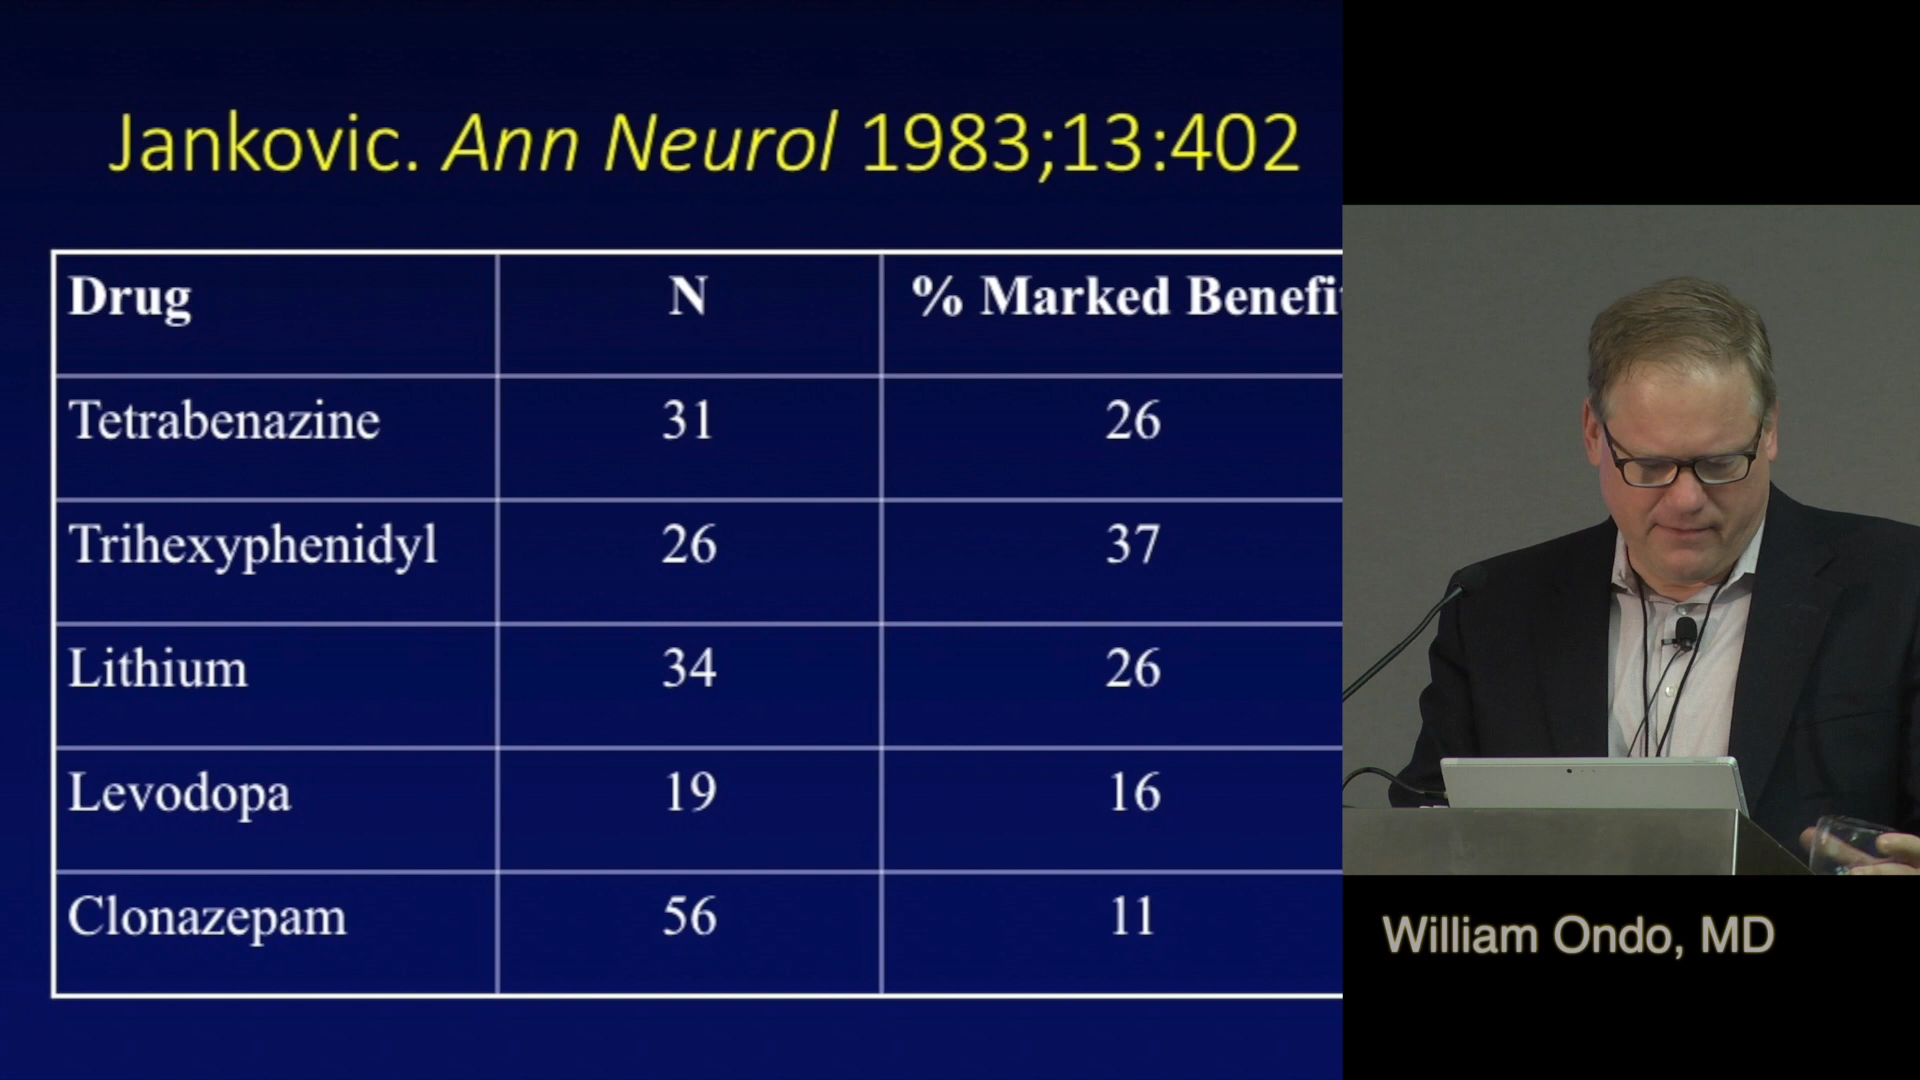 Jankovic. Ann Neurol 1983;13:402
Drug N % Marked Benefi
Tetrabenazine 31 26
Trihexyphenidyl 26 37
Lithium 34 26
Levodopa 19 16
Clonazepam 56 11
William Ondo, MD